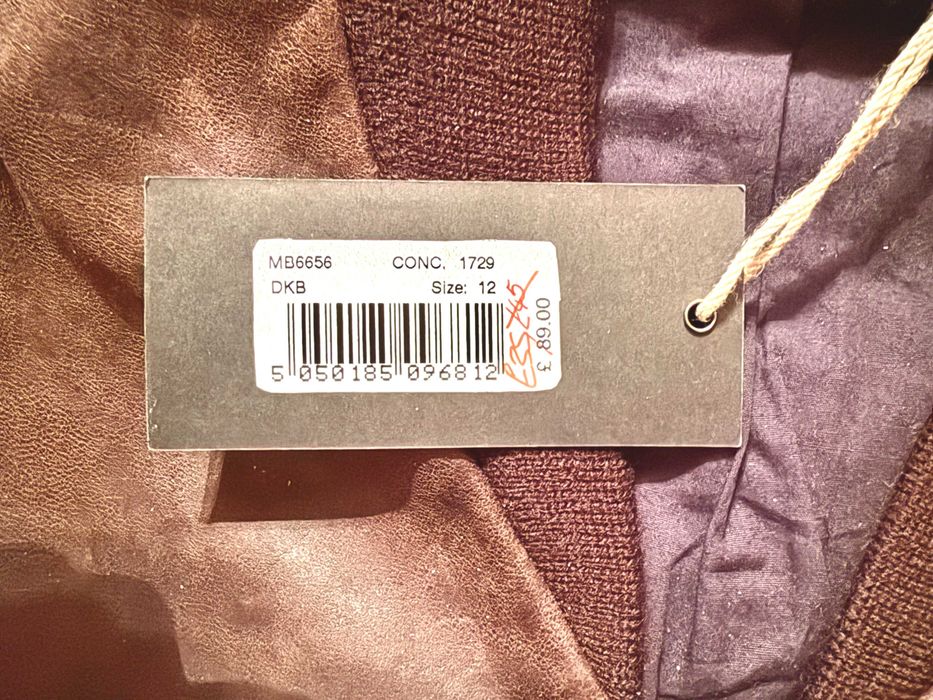 MB6656 CONC. 1729
DKB Size: 12
5 050185 096812
£ 89.00